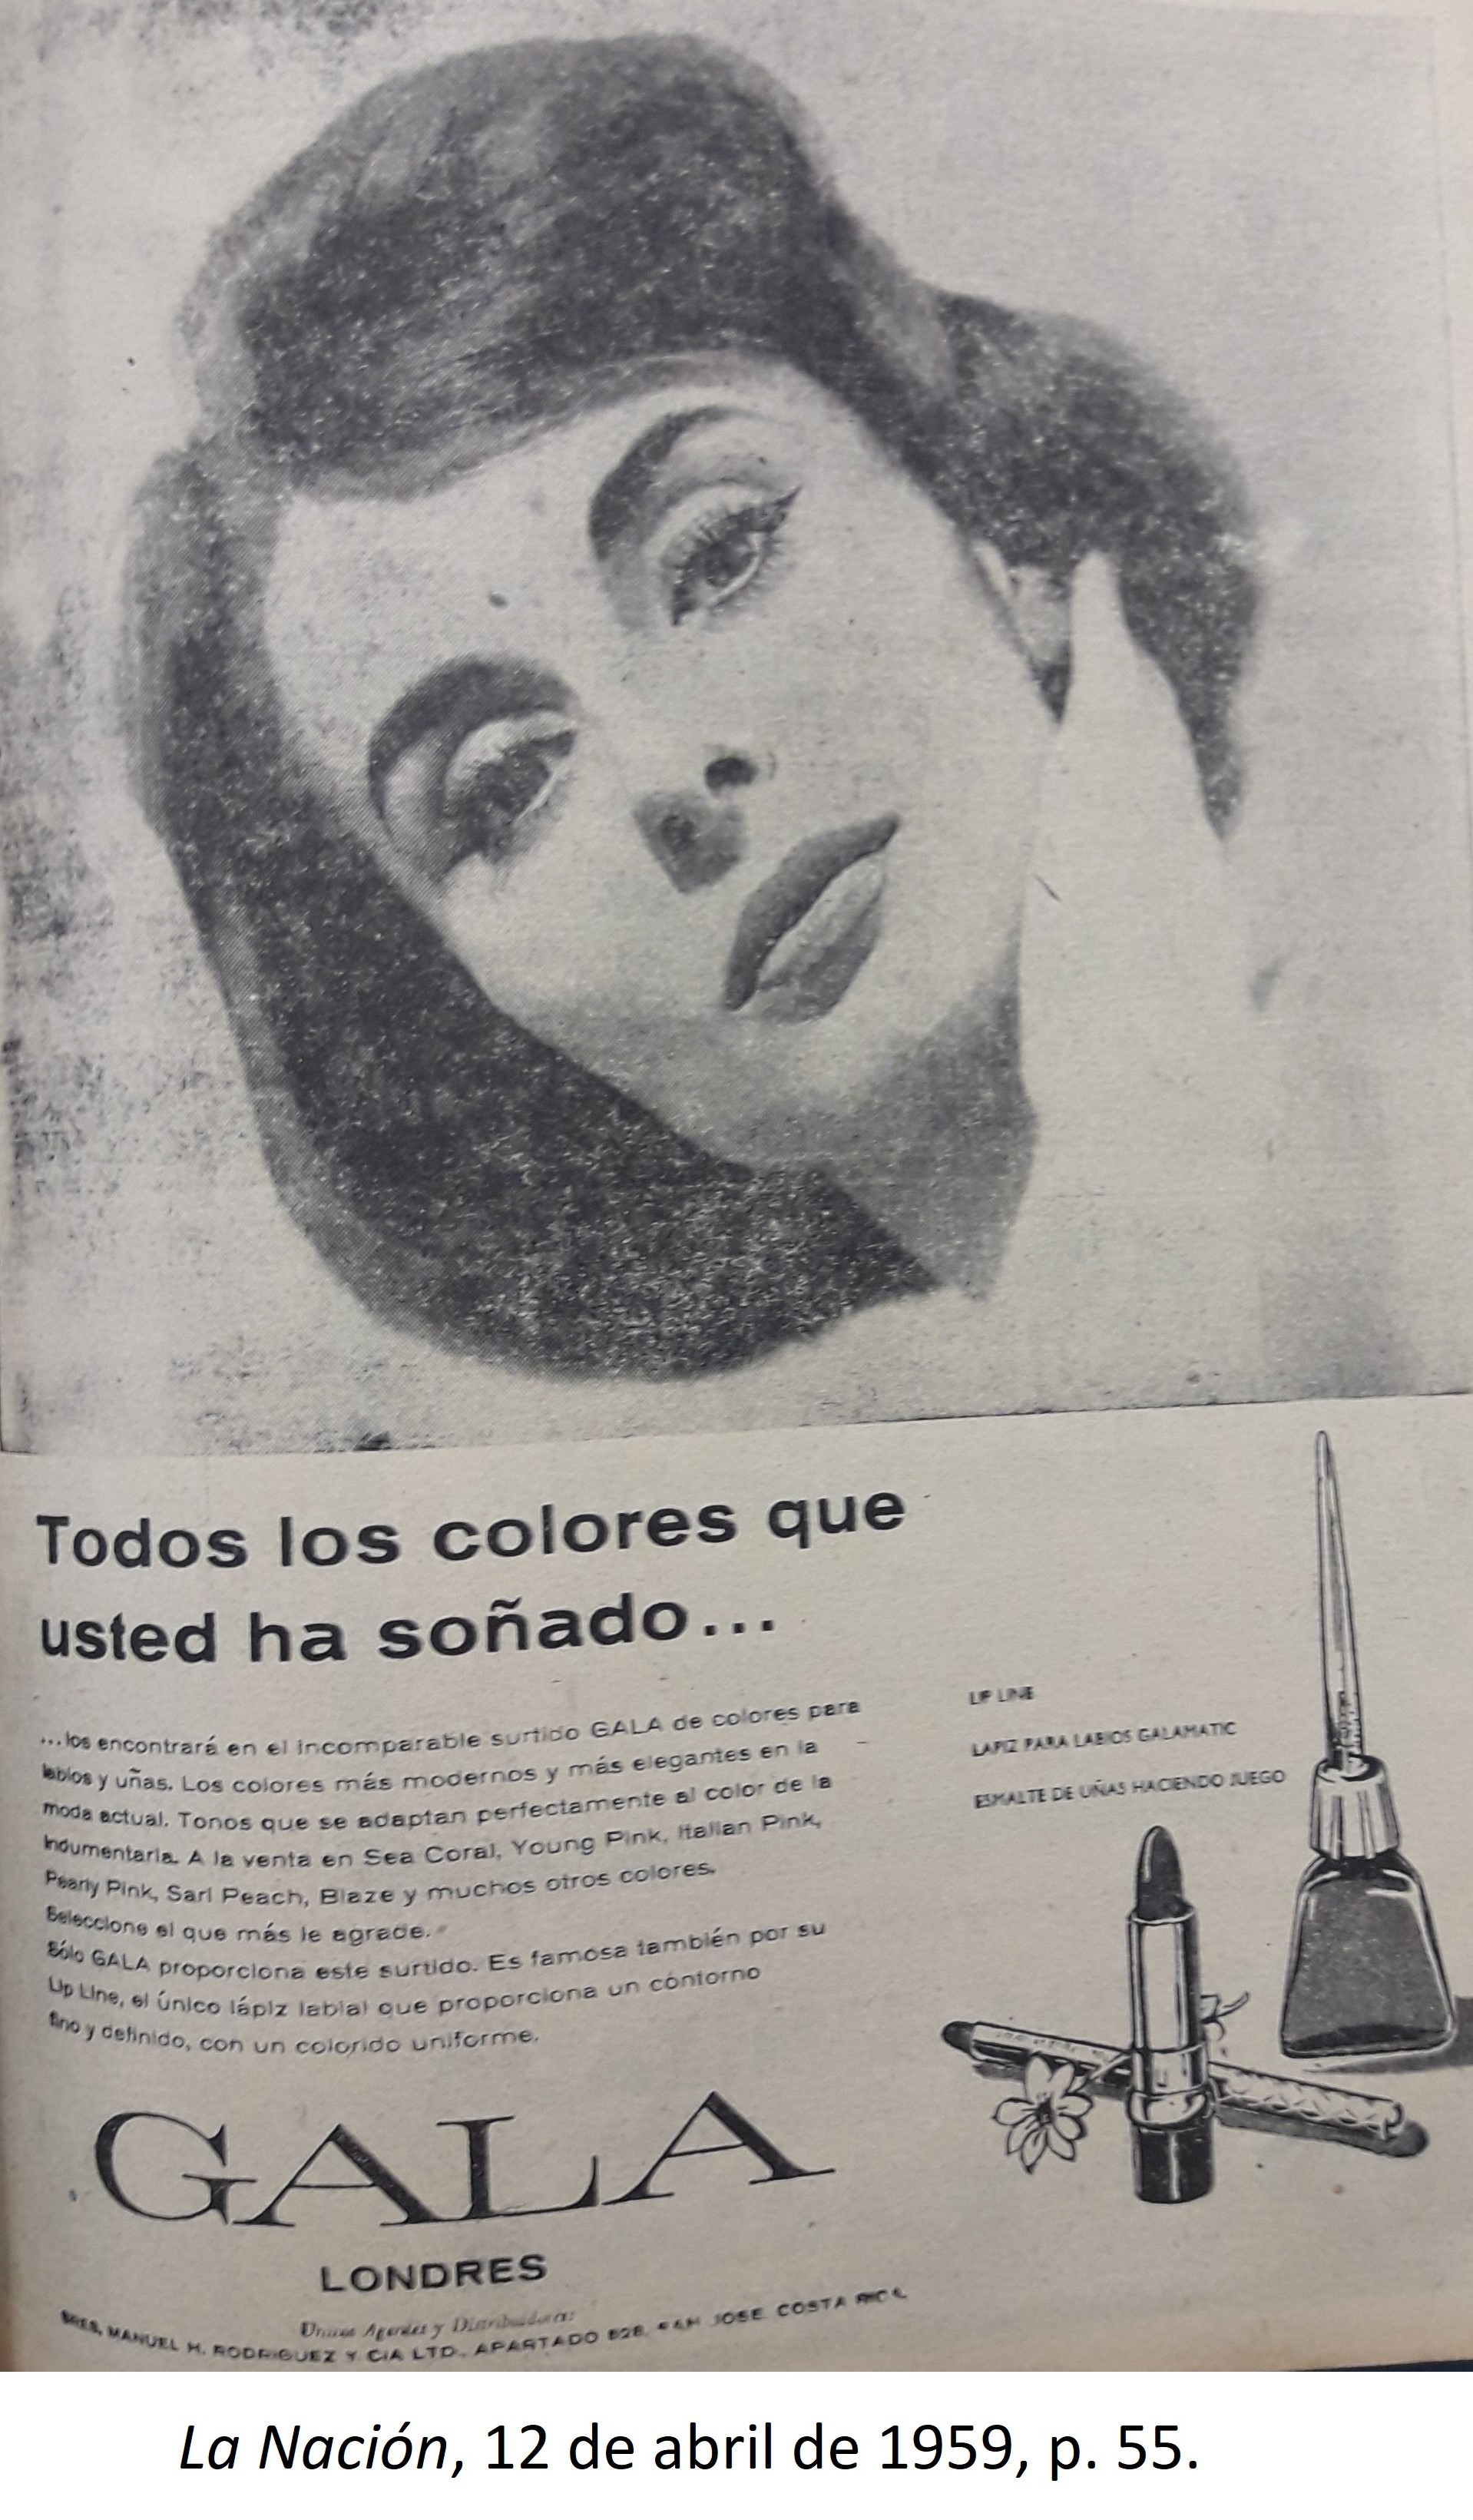 Todos los colores que
usted ha soñado...
...los encontrará en el incomparable surtido GALA de colores para
labios y uñas. Los colores más modernos y más elegantes en la
moda actual. Tonos que se adaptan perfectamente al color de la
indumentaria. A la venta en Sea Coral, Young Pink, Italian Pink,
Pearly Pink, Sari Peach, Blaze y muchos otros colores.
Seleccione el que más le agrade.
Sólo GALA proporciona este surtido. Es famosa también por su
Lip Line, el único lápiz labial que proporciona un contorno
fino y definido, con un colorido uniforme.
LIP LINE
LAPIZ PARA LABIOS GALAMATIC
ESMALTE DE UÑAS HACIENDO JUEGO
GALA
LONDRES
Unicos Agentes y Distribuidores:
SRES. MANUEL H. RODRIGUEZ Y CIA LTD., APARTADO 828, SAN JOSE COSTA RICA
La Nación, 12 de abril de 1959, p. 55.